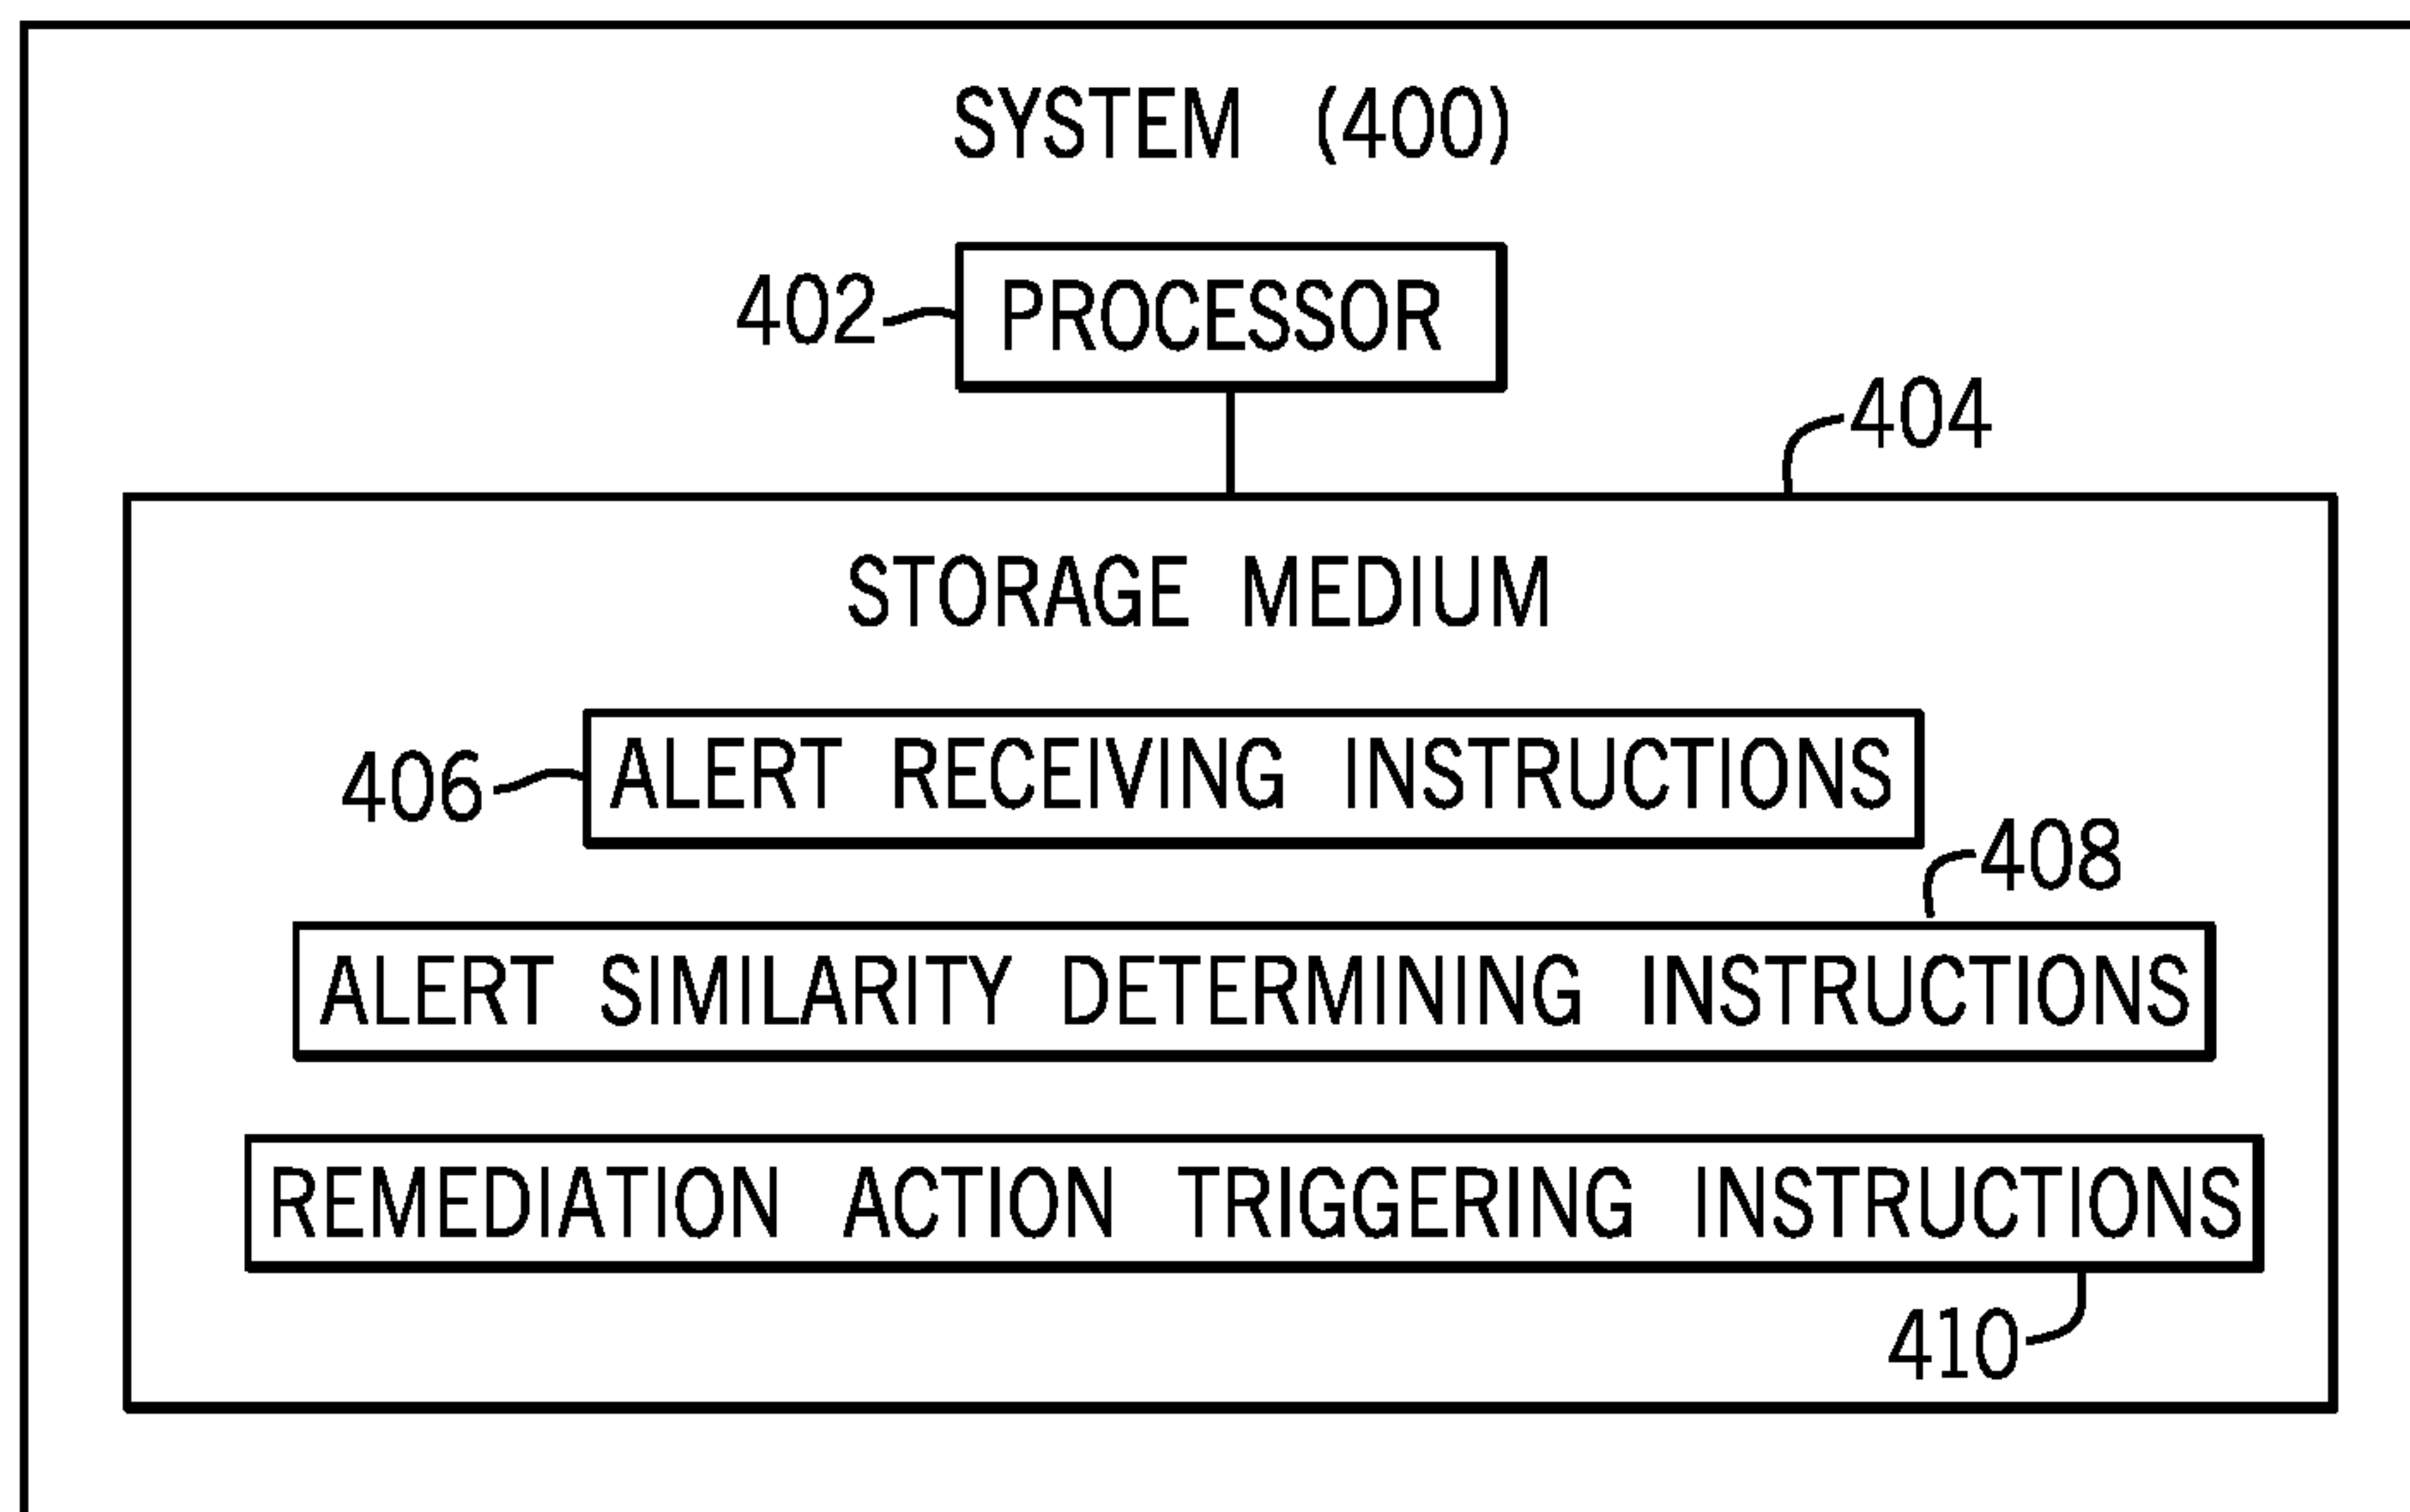 SYSTEM (400)
402 PROCESSOR
404
STORAGE MEDIUM
406 ALERT RECEIVING INSTRUCTIONS
408
ALERT SIMILARITY DETERMINING INSTRUCTIONS
REMEDIATION ACTION TRIGGERING INSTRUCTIONS
410